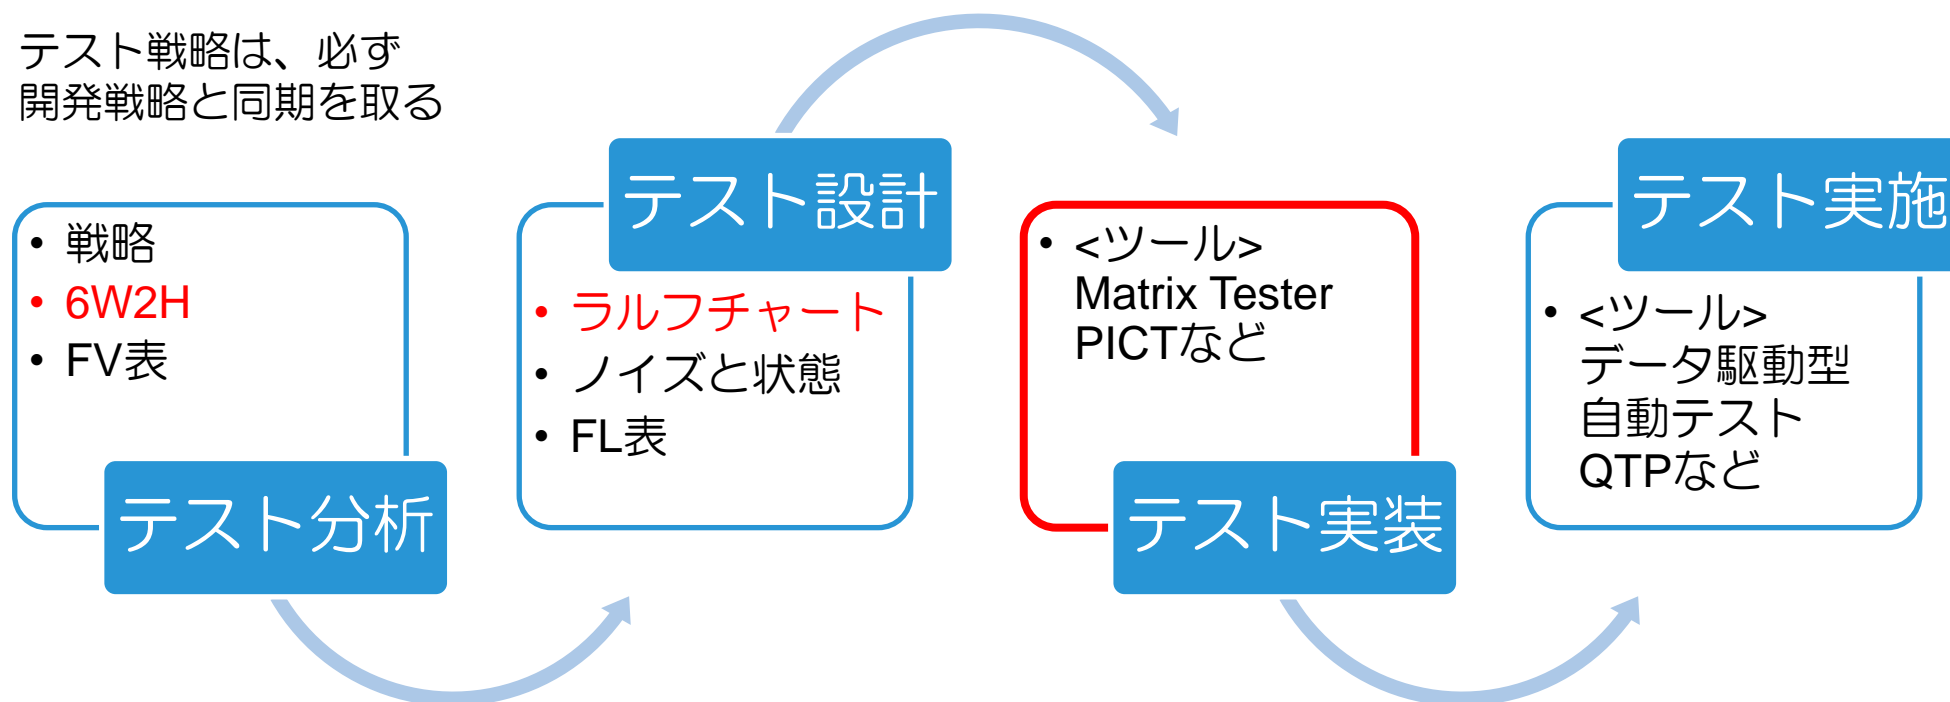 テスト戦略は、必ず
開発戦略と同期を取る
• 戦略
• 6W2H
• FV表
テスト分析
テスト設計
• ラルフチャート
• ノイズと状態
• FL表
• <ツール>
Matrix Tester
PICTなど
テスト実装
テスト実施
• <ツール>
データ駆動型
自動テスト
QTPなど